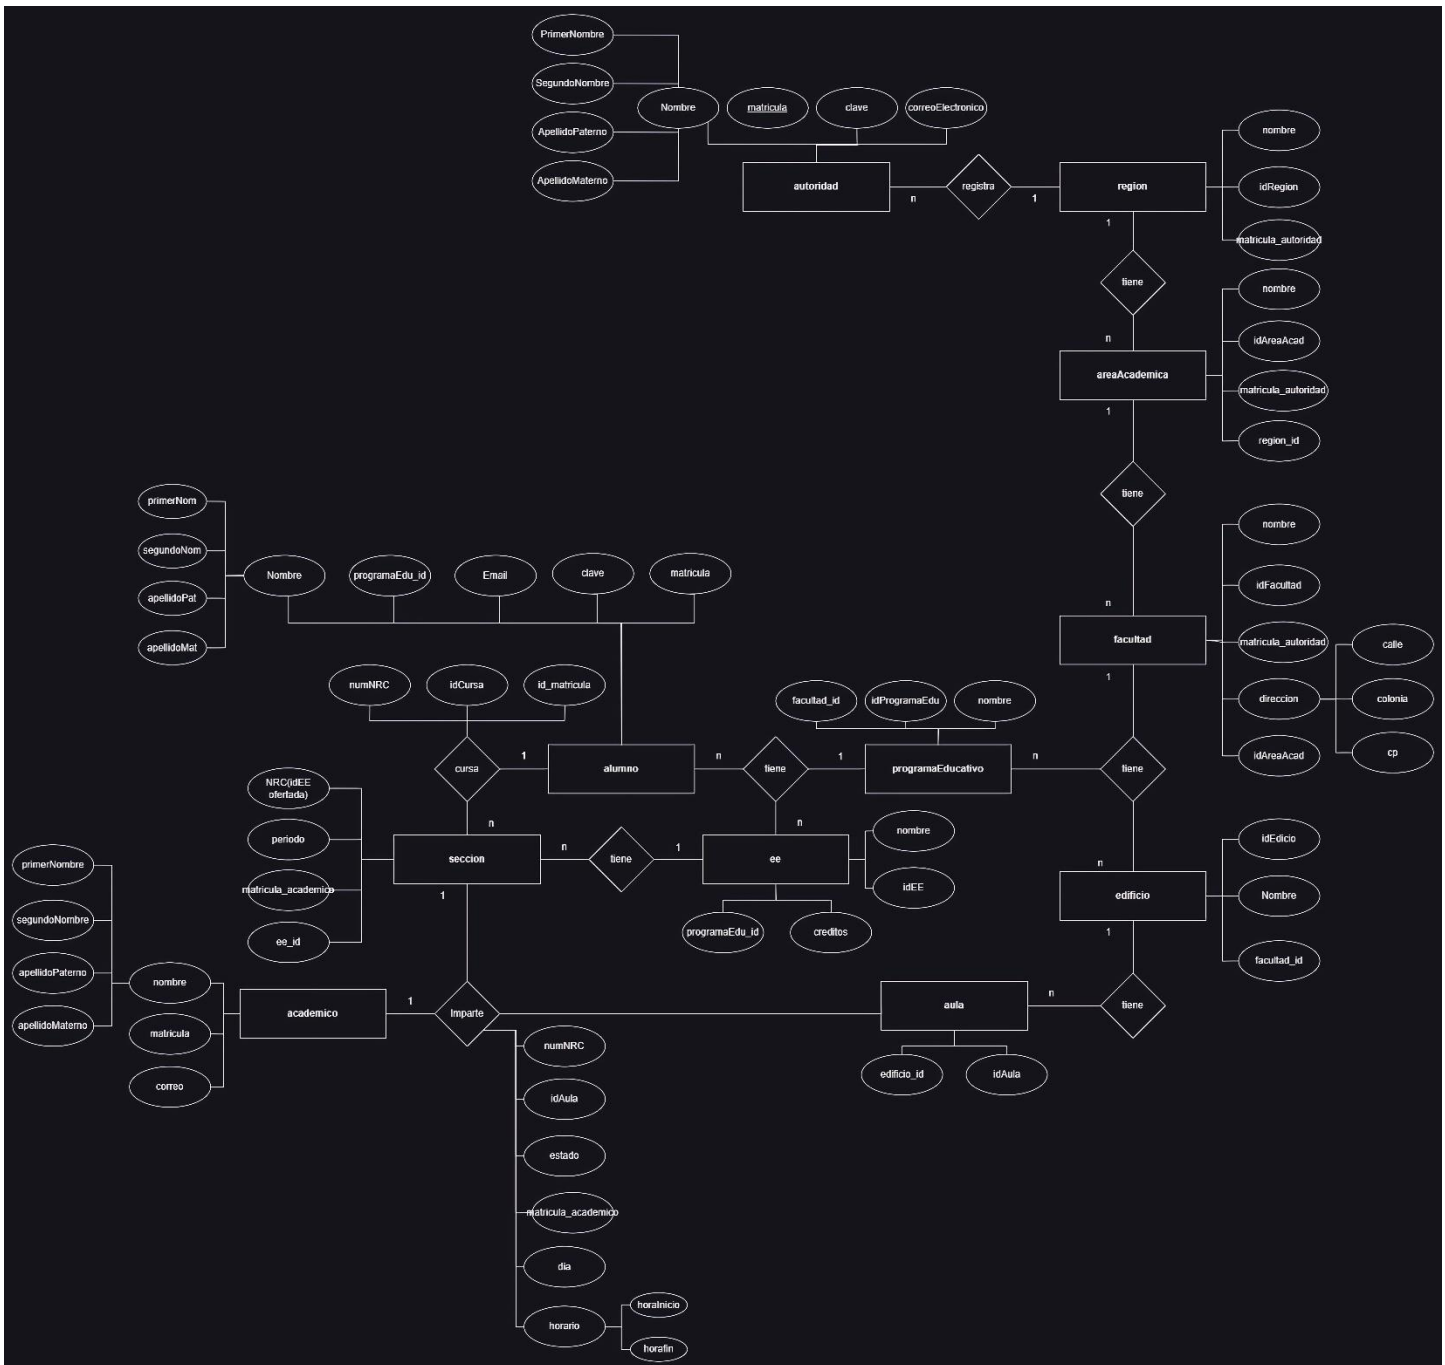 PrimerNombre
SegundoNombre
ApellidoPaterno
ApellidoMaterno
Nombre
matricula
clave
correoElectronico
autoridad
n
registra
1
region
nombre
idRegion
matricula_autoridad
1
tiene
n
areaAcademica
nombre
idAreaAcad
matricula_autoridad
region_id
1
tiene
n
facultad
nombre
idFacultad
matricula_autoridad
direccion
idAreaAcad
calle
colonia
cp
1
primerNom
segundoNom
apellidoPat
apellidoMat
Nombre
programaEdu_id
Email
clave
matricula
numNRC
idCursa
id_matricula
cursa
1
alumno
n
tiene
1
programaEducativo
n
tiene
facultad_id
idProgramaEdu
nombre
n
n
n
NRC(idEE
ofertada)
periodo
matricula_academico
ee_id
seccion
n
tiene
1
ee
nombre
idEE
programaEdu_id
creditos
edificio
idEdicio
Nombre
facultad_id
1
1
primerNombre
segundoNombre
apellidoPaterno
apellidoMaterno
nombre
matricula
correo
academico
1
Imparte
aula
n
tiene
edificio_id
idAula
numNRC
idAula
estado
matricula_academico
dia
horario
horaInicio
horafin